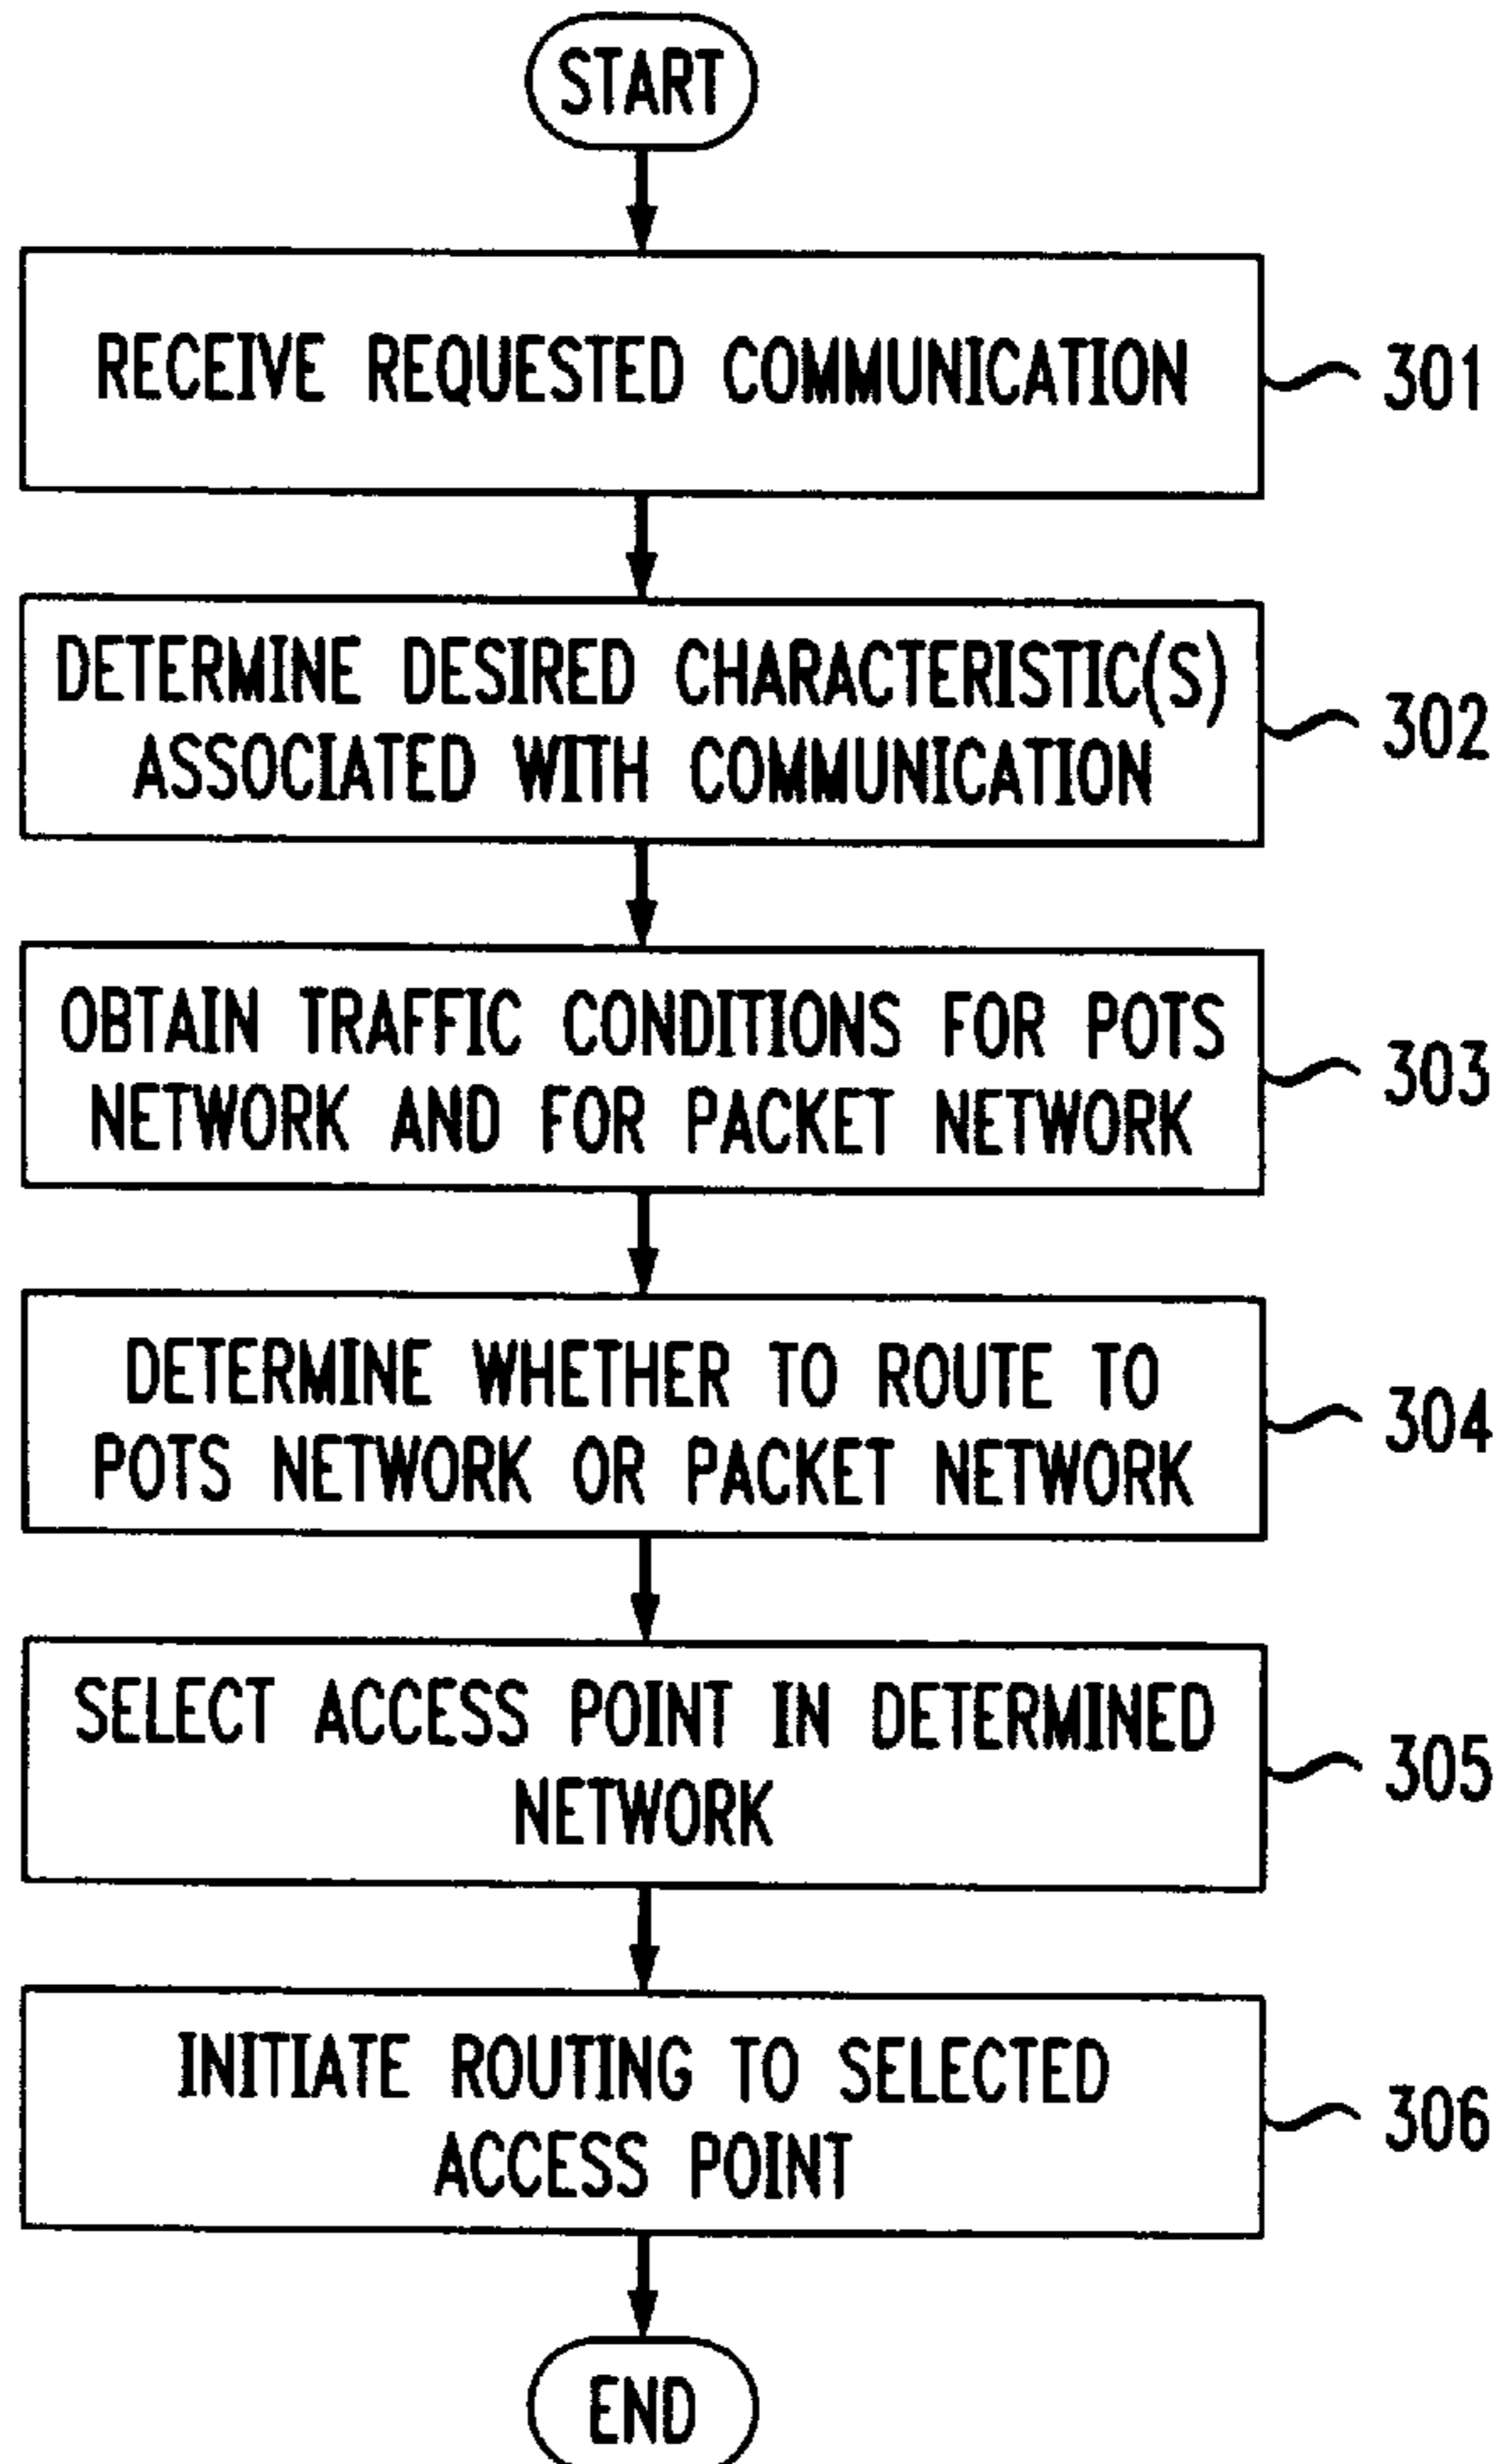 START
RECEIVE REQUESTED COMMUNICATION
301
DETERMINE DESIRED CHARACTERISTIC(S)
ASSOCIATED WITH COMMUNICATION
302
OBTAIN TRAFFIC CONDITIONS FOR POTS
NETWORK AND FOR PACKET NETWORK
303
DETERMINE WHETHER TO ROUTE TO
POTS NETWORK OR PACKET NETWORK
304
SELECT ACCESS POINT IN DETERMINED
NETWORK
305
INITIATE ROUTING TO SELECTED
ACCESS POINT
306
END